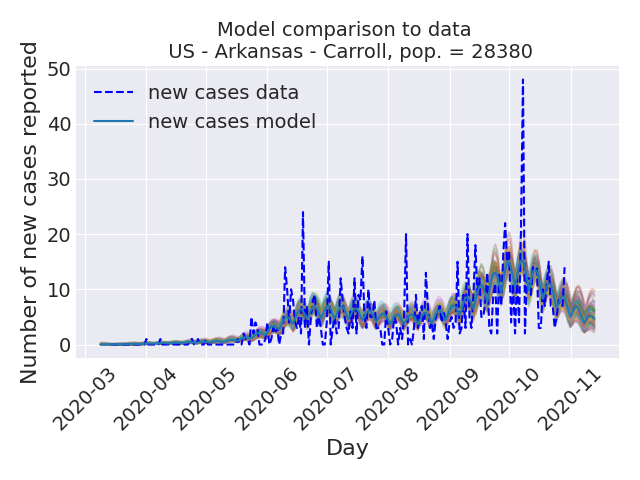 Model comparison to data
US - Arkansas - Carroll, pop. = 28380
Number of new cases reported
50
40
30
20
10
0
new cases data
new cases model
2020-03
2020-04
2020-05
2020-06
2020-07
2020-08
2020-09
2020-10
2020-11
Day